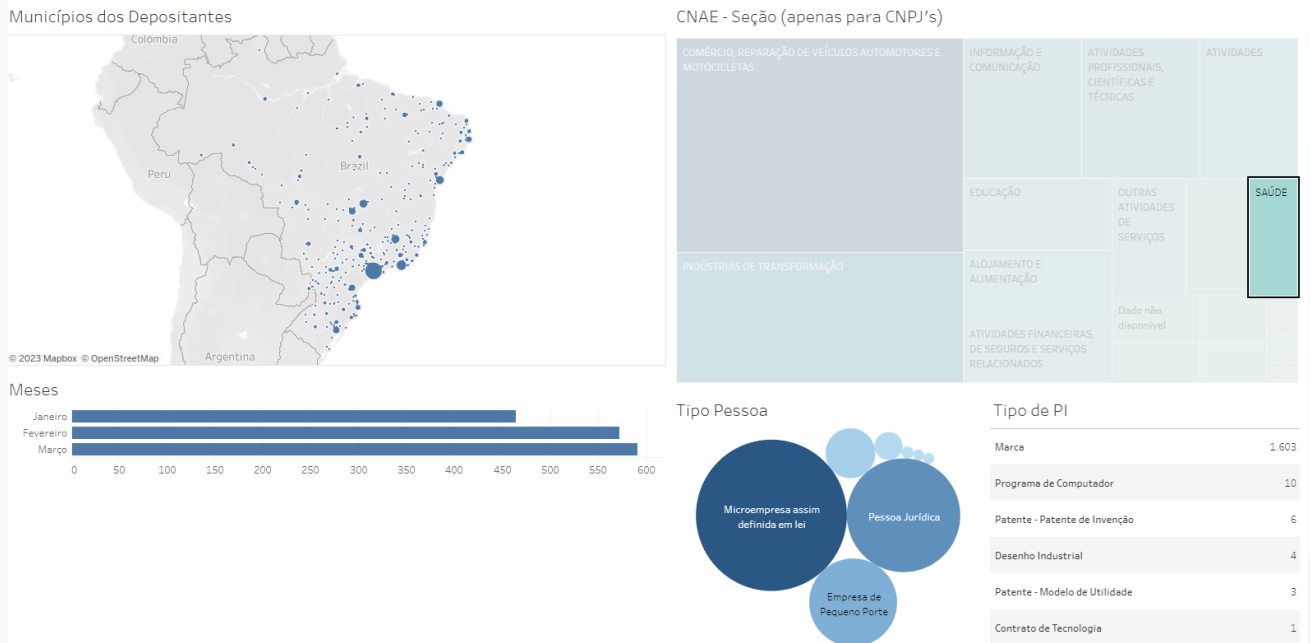 Municípios dos Depositantes
Colômbia
Peru
Brazil
Argentina
© 2023 Mapbox © OpenStreetMap
Meses
Janeiro
Fevereiro
Março
0 50 100 150 200 250 300 350 400 450 500 550 600
CNAE - Seção (apenas para CNPJ's)
COMÉRCIO; REPARAÇÃO DE VEÍCULOS AUTOMOTORES E
MOTOCICLETAS
INDÚSTRIAS DE TRANSFORMAÇÃO
INFORMAÇÃO E
COMUNICAÇÃO
ATIVIDADES
PROFISSIONAIS,
CIENTÍFICAS E
TÉCNICAS
ATIVIDADES
EDUCAÇÃO
OUTRAS
ATIVIDADES
DE
SERVIÇOS
SAÚDE
ALOJAMENTO E
ALIMENTAÇÃO
Dado não
disponível
ATIVIDADES FINANCEIRAS,
DE SEGUROS E SERVIÇOS
RELACIONADOS
Tipo Pessoa
Microempresa assim
definida em lei
Pessoa Jurídica
Empresa de
Pequeno Porte
Tipo de PI
Marca 1.603
Programa de Computador 10
Patente - Patente de Invenção 6
Desenho Industrial 4
Patente - Modelo de Utilidade 3
Contrato de Tecnologia 1